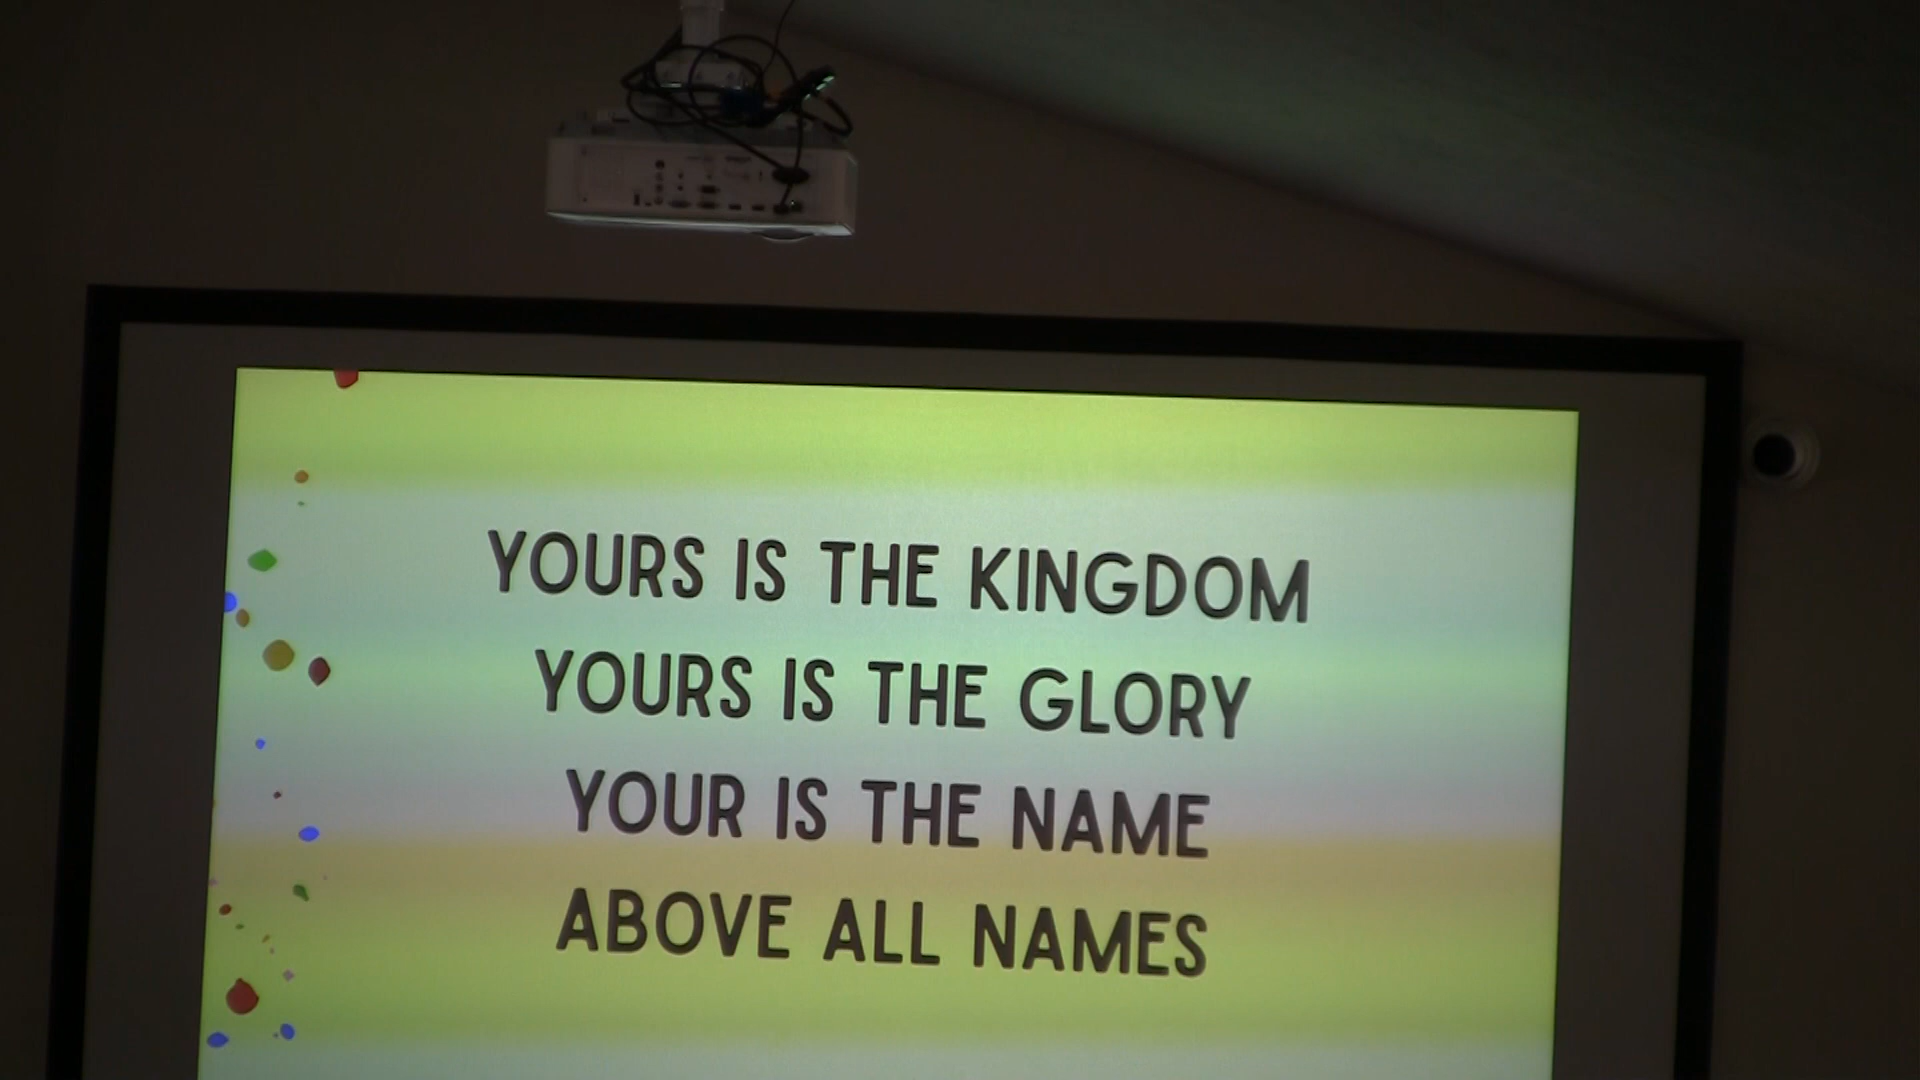 YOURS IS THE KINGDOM
YOURS IS THE GLORY
YOUR IS THE NAME
ABOVE ALL NAMES